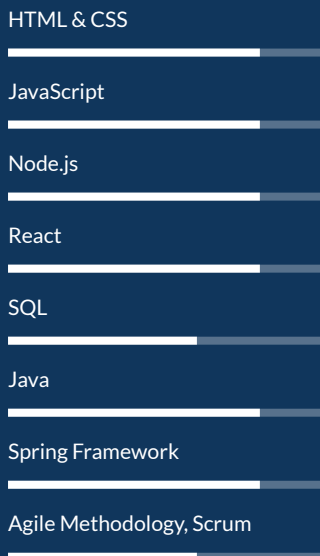 HTML & CSS
JavaScript
Node.js
React
SQL
Java
Spring Framework
Agile Methodology, Scrum